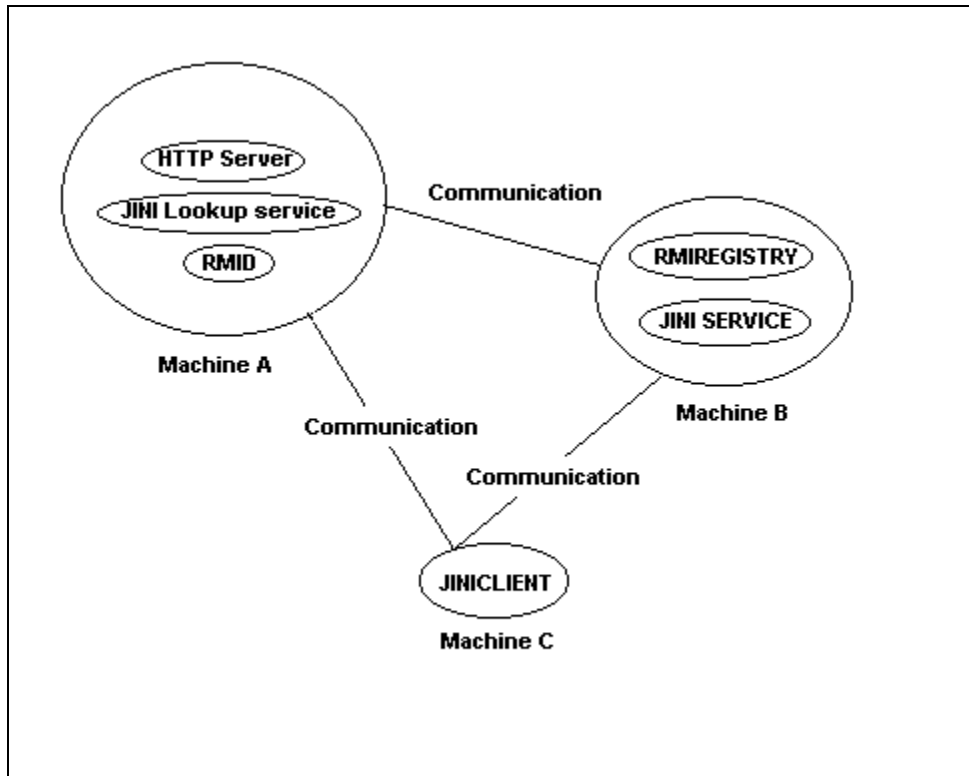 HTTP Server
JINI Lookup service
RMID
Machine A
Communication
RMIREGISTRY
JINI SERVICE
Machine B
Communication
Communication
JINICLIENT
Machine C